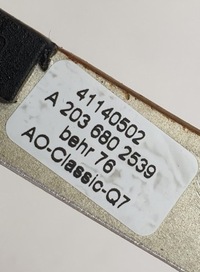 41140502
A 203 680 2539
behr 76
AO-Classic-Q7